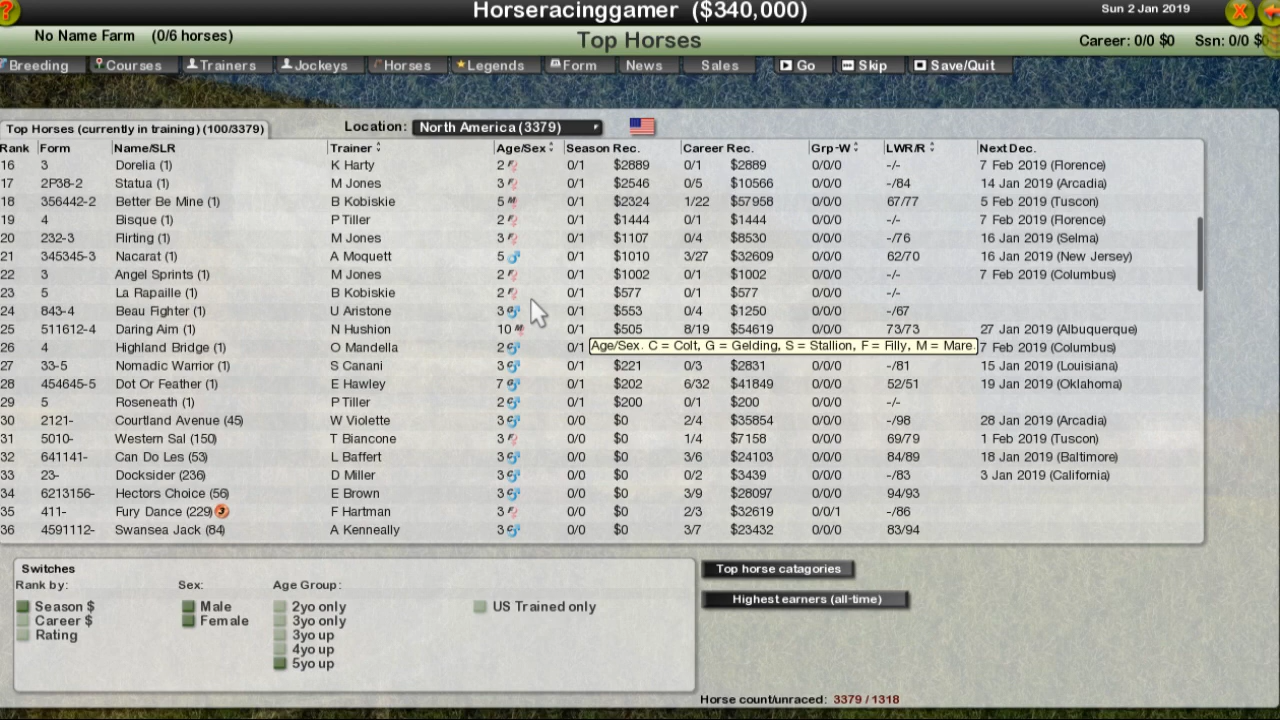 ?
Horseracinggamer ($340,000)
Sun 2 Jan 2019
No Name Farm (0/6 horses)
Top Horses
Career: 0/0 $0 Ssn: 0/0 $0
Breeding Courses Trainers Jockeys Horses Legends Form News Sales Go Skip Save/Quit
Top Horses (currently in training) (100/3379)
Location: North America (3379)
Rank Form Name/SLR Trainer Age/Sex Season Rec. Career Rec. Grp-W LWR/R Next Dec.
16 3 Dorelia (1) K Harty 2 F 0/1 $2889 0/1 $2889 0/0/0 -/- 7 Feb 2019 (Florence)
17 2P38-2 Statua (1) M Jones 3 F 0/1 $2546 0/5 $10566 0/0/0 -/84 14 Jan 2019 (Arcadia)
18 356442-2 Better Be Mine (1) B Kobiskie 5 M 0/1 $2324 1/22 $57958 0/0/0 67/77 5 Feb 2019 (Tuscon)
19 4 Bisque (1) P Tiller 2 F 0/1 $1444 0/1 $1444 0/0/0 -/- 7 Feb 2019 (Florence)
20 232-3 Flirting (1) M Jones 3 F 0/1 $1107 0/4 $8530 0/0/0 -/76 16 Jan 2019 (Selma)
21 345345-3 Nacarat (1) A Moquett 5 0/1 $1010 3/27 $32609 0/0/0 62/70 16 Jan 2019 (New Jersey)
22 3 Angel Sprints (1) M Jones 2 F 0/1 $1002 0/1 $1002 0/0/0 -/- 7 Feb 2019 (Columbus)
23 5 La Rapaille (1) B Kobiskie 2 F 0/1 $577 0/1 $577 0/0/0 -/-
24 843-4 Beau Fighter (1) U Aristone 3 0/1 $553 0/4 $1250 0/0/0 -/67
25 511612-4 Daring Aim (1) N Hushion 10 M 0/1 $505 8/19 $54619 0/0/0 73/73 27 Jan 2019 (Albuquerque)
26 4 Highland Bridge (1) O Mandella 2 0/1 7 Feb 2019 (Columbus)
Age/Sex. C = Colt, G = Gelding, S = Stallion, F = Filly, M = Mare.
27 33-5 Nomadic Warrior (1) S Canani 3 0/1 $221 0/3 $2831 0/0/0 -/81 15 Jan 2019 (Louisiana)
28 454645-5 Dot Or Feather (1) E Hawley 7 0/1 $202 6/32 $41849 0/0/0 52/51 19 Jan 2019 (Oklahoma)
29 5 Roseneath (1) P Tiller 2 0/1 $200 0/1 $200 0/0/0 -/-
30 2121- Courtland Avenue (45) W Violette 3 0/0 $0 2/4 $35854 0/0/0 -/98 28 Jan 2019 (Arcadia)
31 5010- Western Sal (150) T Biancone 3 F 0/0 $0 1/4 $7158 0/0/0 69/79 1 Feb 2019 (Tuscon)
32 641141- Can Do Les (53) L Baffert 3 0/0 $0 3/6 $24103 0/0/0 84/89 18 Jan 2019 (Baltimore)
33 23- Docksider (236) D Miller 3 0/0 $0 0/2 $3439 0/0/0 -/83 3 Jan 2019 (California)
34 6213156- Hectors Choice (56) E Brown 3 0/0 $0 3/9 $28097 0/0/0 94/93
35 411- Fury Dance (229) F Hartman 3 F 0/0 $0 2/3 $32619 0/0/1 -/86
36 4591112- Swansea Jack (84) A Kenneally 3 0/0 $0 3/7 $23432 0/0/0 83/94
Switches
Rank by: Sex: Age Group:
Season $ Male 2yo only US Trained only
Career $ Female 3yo only
Rating 3yo up
4yo up
5yo up
Top horse catagories
Highest earners (all-time)
Horse count/unraced: 3379 / 1318